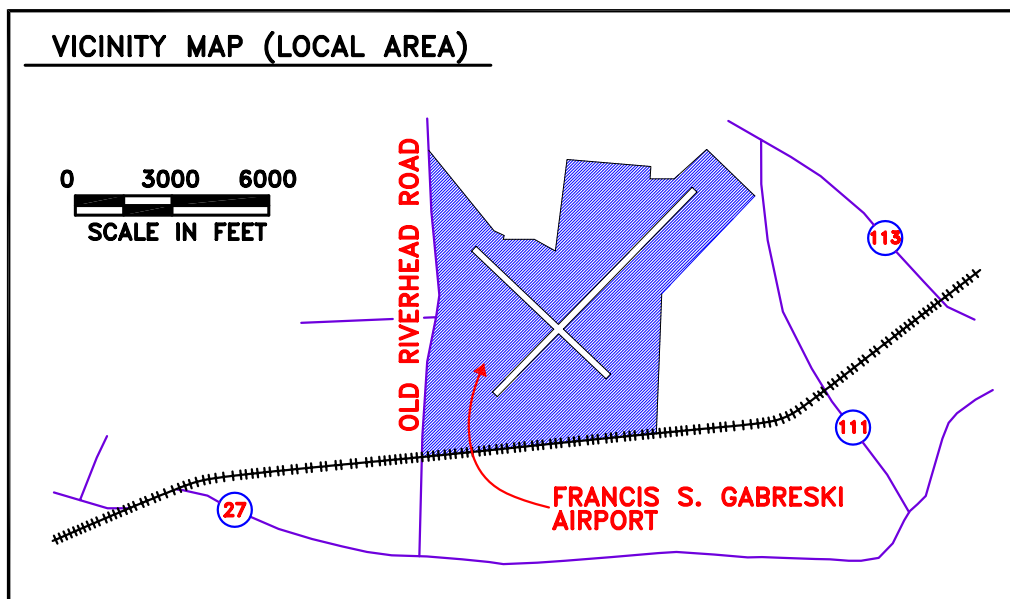 VICINITY MAP (LOCAL AREA)
0 3000 6000
SCALE IN FEET
OLD RIVERHEAD ROAD
113
111
27
FRANCIS S. GABRESKI
AIRPORT